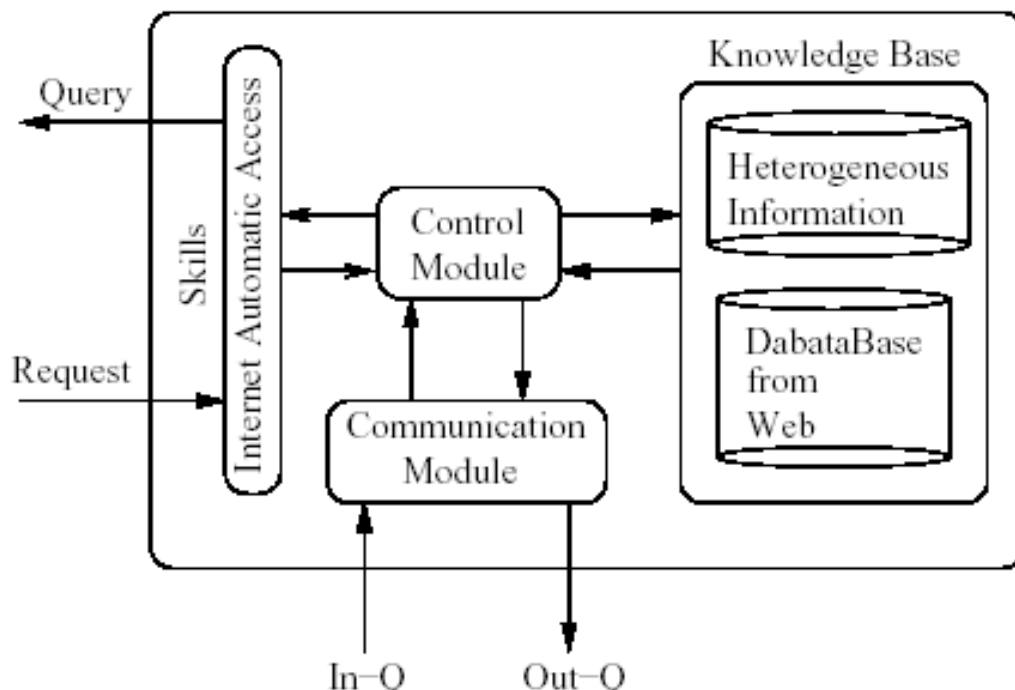 Knowledge Base
Query
Heterogeneous
Information
Internet Automatic Access
Skills
Control
Module
DabataBase
from
Web
Request
Communication
Module
In-Q
Out-Q